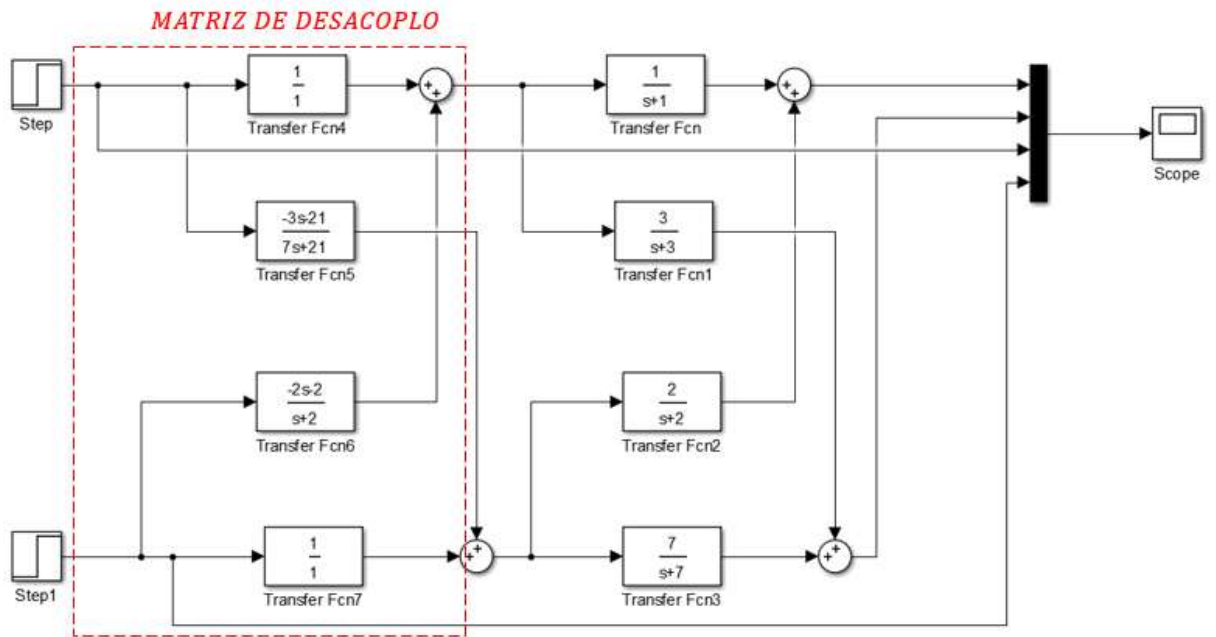 MATRIZ DE DESACOPLO
Step
1
1
Transfer Fcn4
+
+
1
s+1
Transfer Fcn
+
+
Scope
-3s-21
7s+21
Transfer Fcn5
3
s+3
Transfer Fcn1
-2s-2
s+2
Transfer Fcn6
2
s+2
Transfer Fcn2
Step1
1
1
Transfer Fcn7
+
+
7
s+7
Transfer Fcn3
+
+